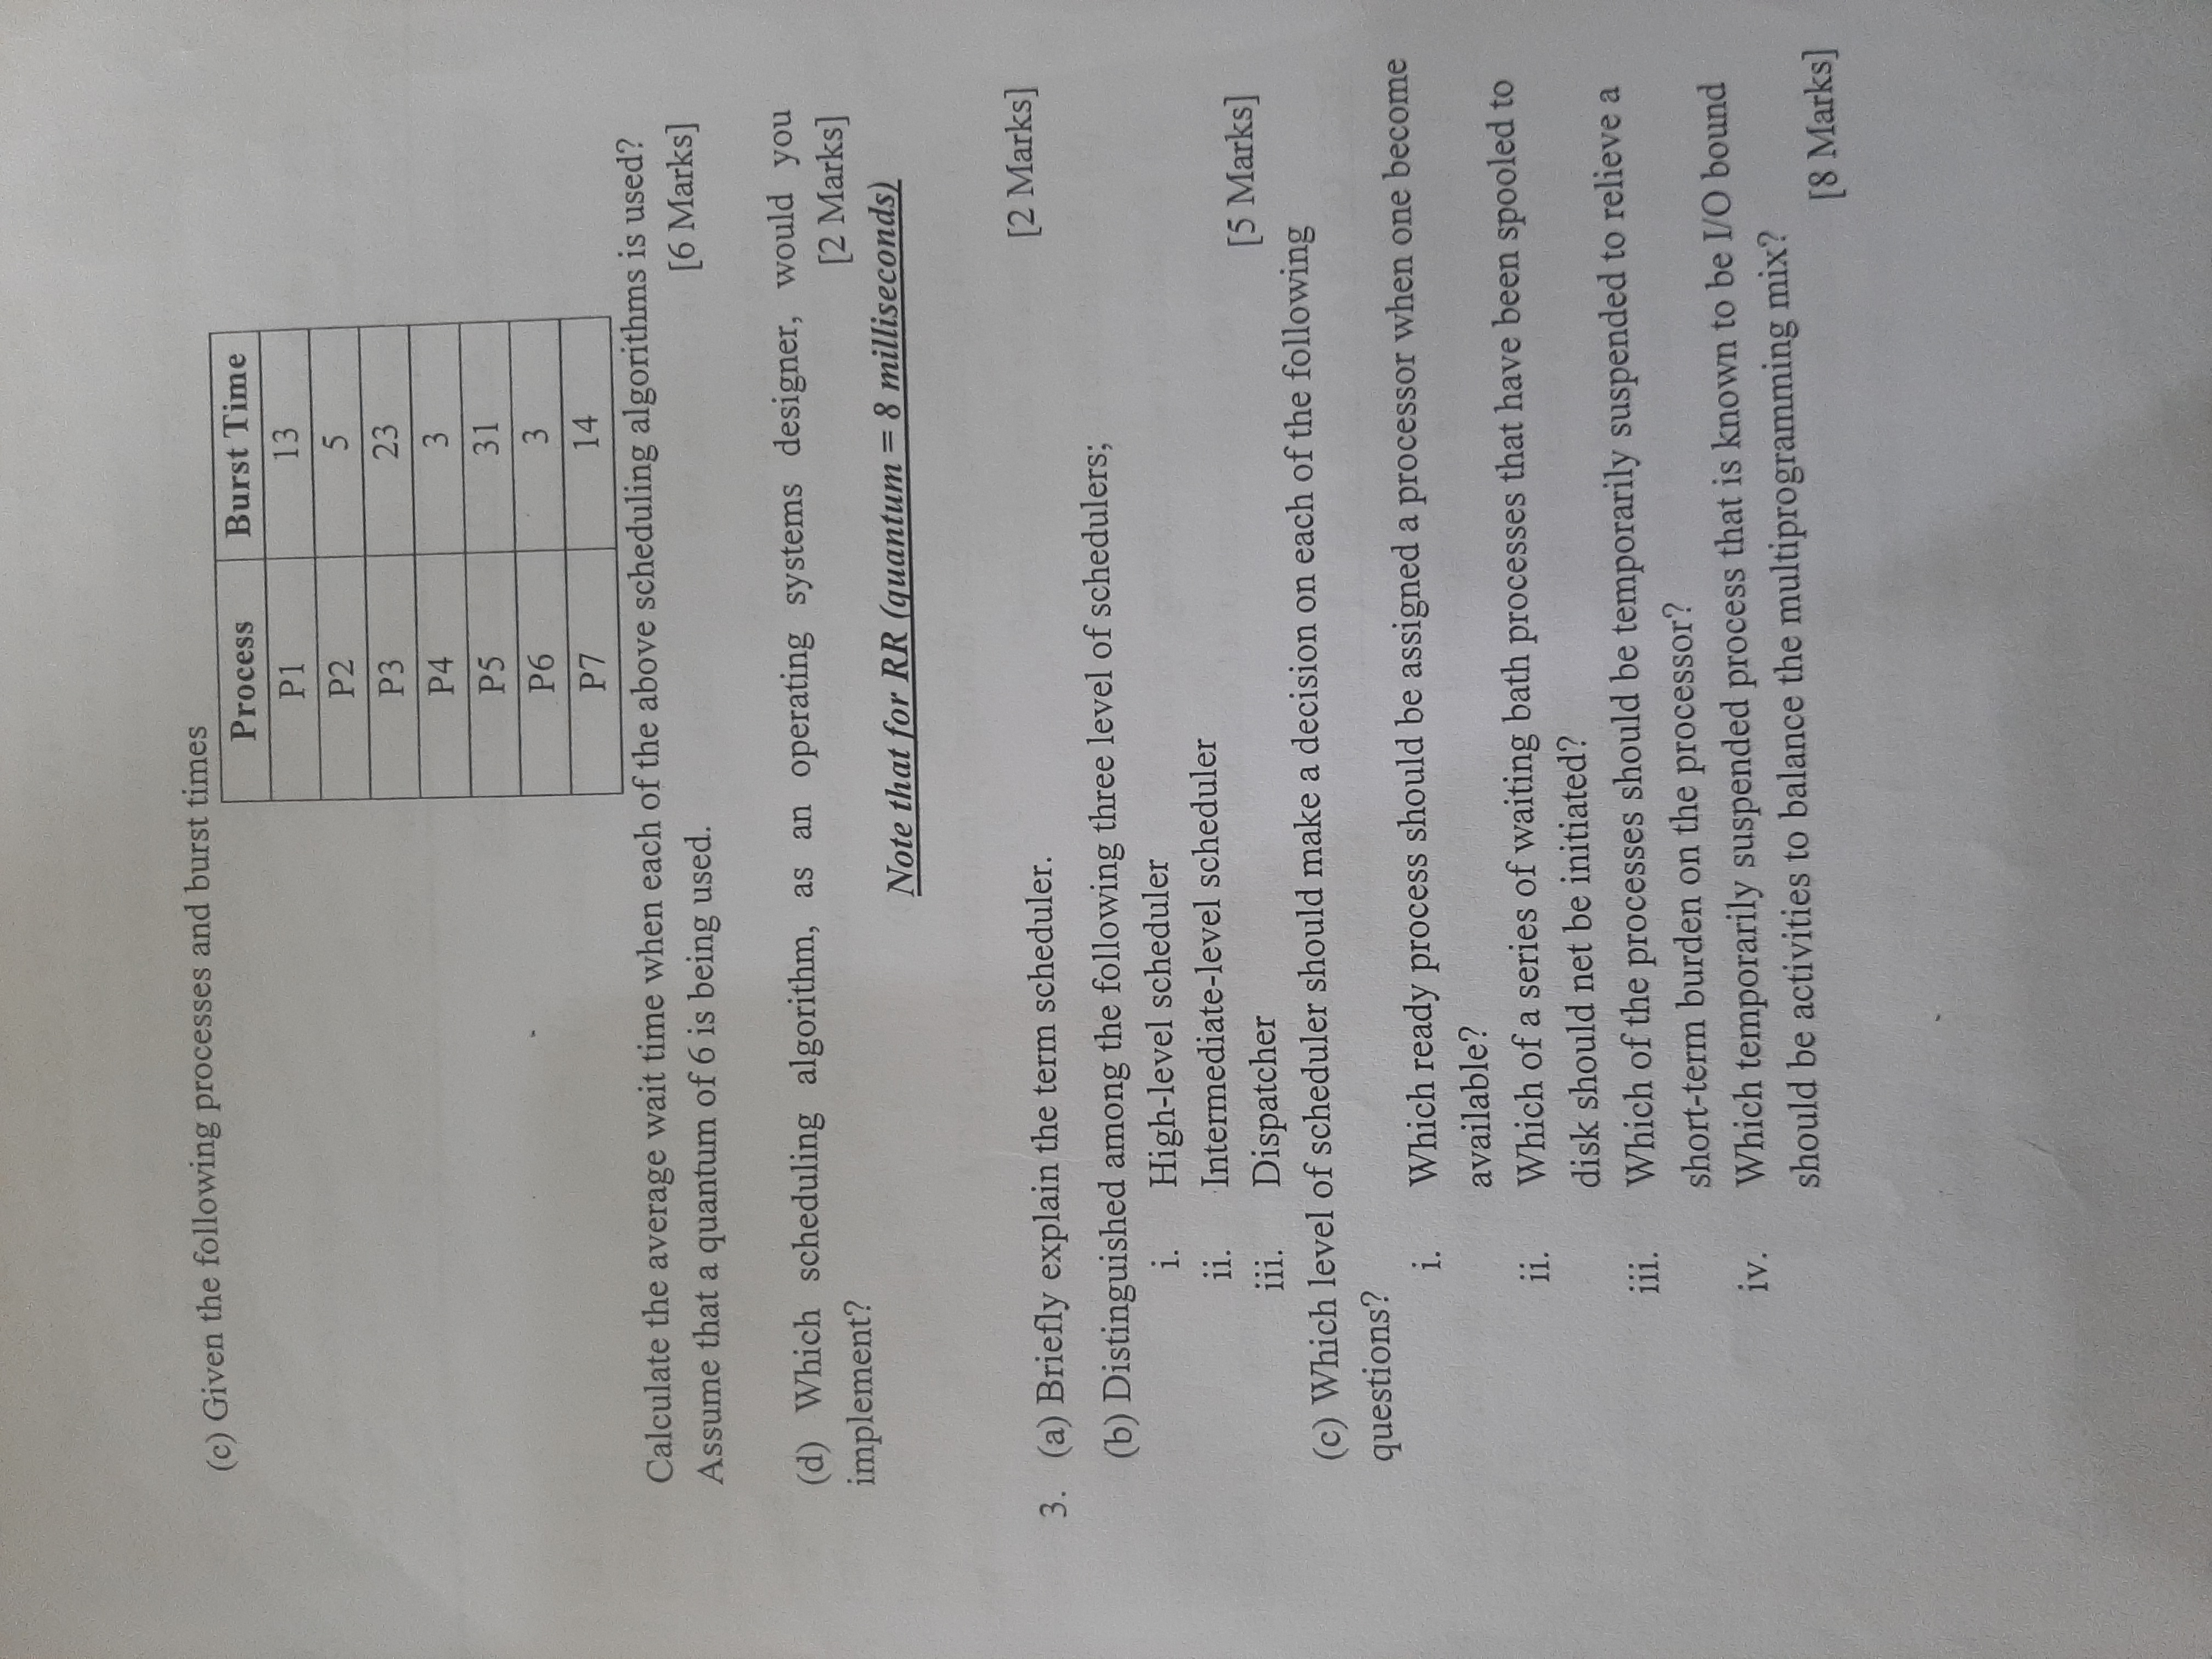 (c) Given the following processes and burst times
Process Burst Time
P1 13
P2 5
P3 23
P4 3
P5 31
P6 3
P7 14
Calculate the average wait time when each of the above scheduling algorithms is used?
Assume that a quantum of 6 is being used. [6 Marks]
(d) Which scheduling algorithm, as an operating systems designer, would you
implement? [2 Marks]
Note that for RR (quantum = 8 milliseconds)
3. (a) Briefly explain the term scheduler. [2 Marks]
(b) Distinguished among the following three level of schedulers;
i. High-level scheduler
ii. Intermediate-level scheduler
iii. Dispatcher [5 Marks]
(c) Which level of scheduler should make a decision on each of the following
questions?
i. Which ready process should be assigned a processor when one become
available?
ii. Which of a series of waiting bath processes that have been spooled to
disk should net be initiated?
iii. Which of the processes should be temporarily suspended to relieve a
short-term burden on the processor?
iv. Which temporarily suspended process that is known to be I/O bound
should be activities to balance the multiprogramming mix?
[8 Marks]